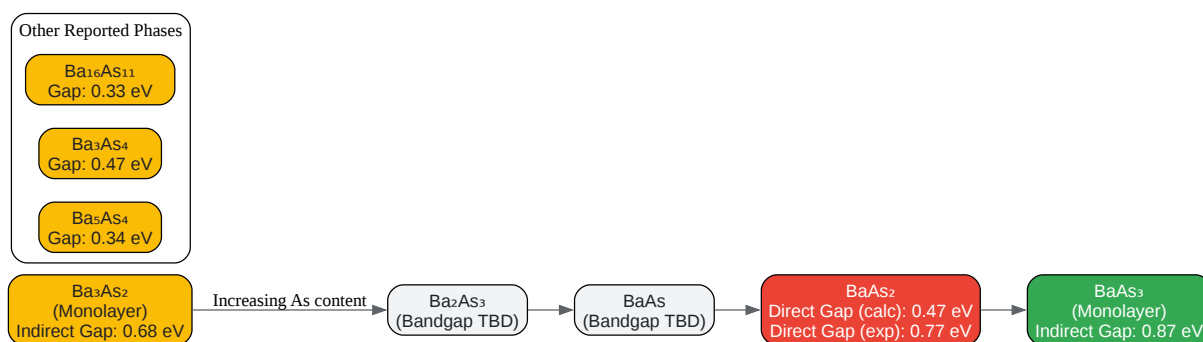 Other Reported Phases
Ba₁₆As₁₁
Gap: 0.33 eV
Ba₃As₄
Gap: 0.47 eV
Ba₅As₄
Gap: 0.34 eV
Ba₃As₂
(Monolayer)
Indirect Gap: 0.68 eV
Increasing As content
Ba₂As₃
(Bandgap TBD)
BaAs
(Bandgap TBD)
BaAs₂
Direct Gap (calc): 0.47 eV
Direct Gap (exp): 0.77 eV
BaAs₃
(Monolayer)
Indirect Gap: 0.87 eV